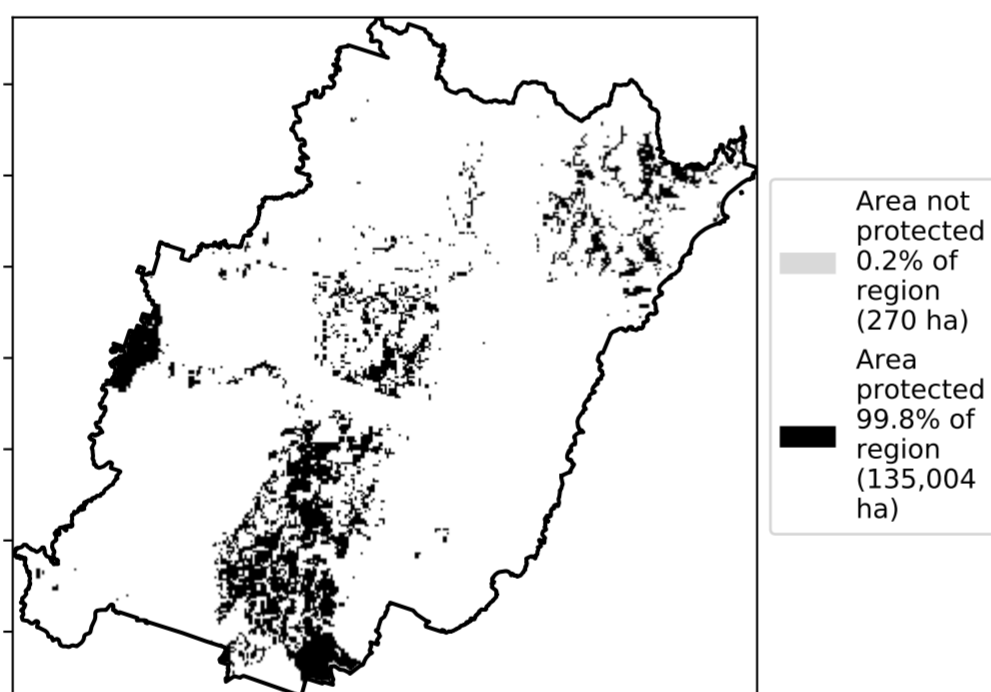 Area not
protected
0.2% of
region
(270 ha)
Area
protected
99.8% of
region
(135,004
ha)